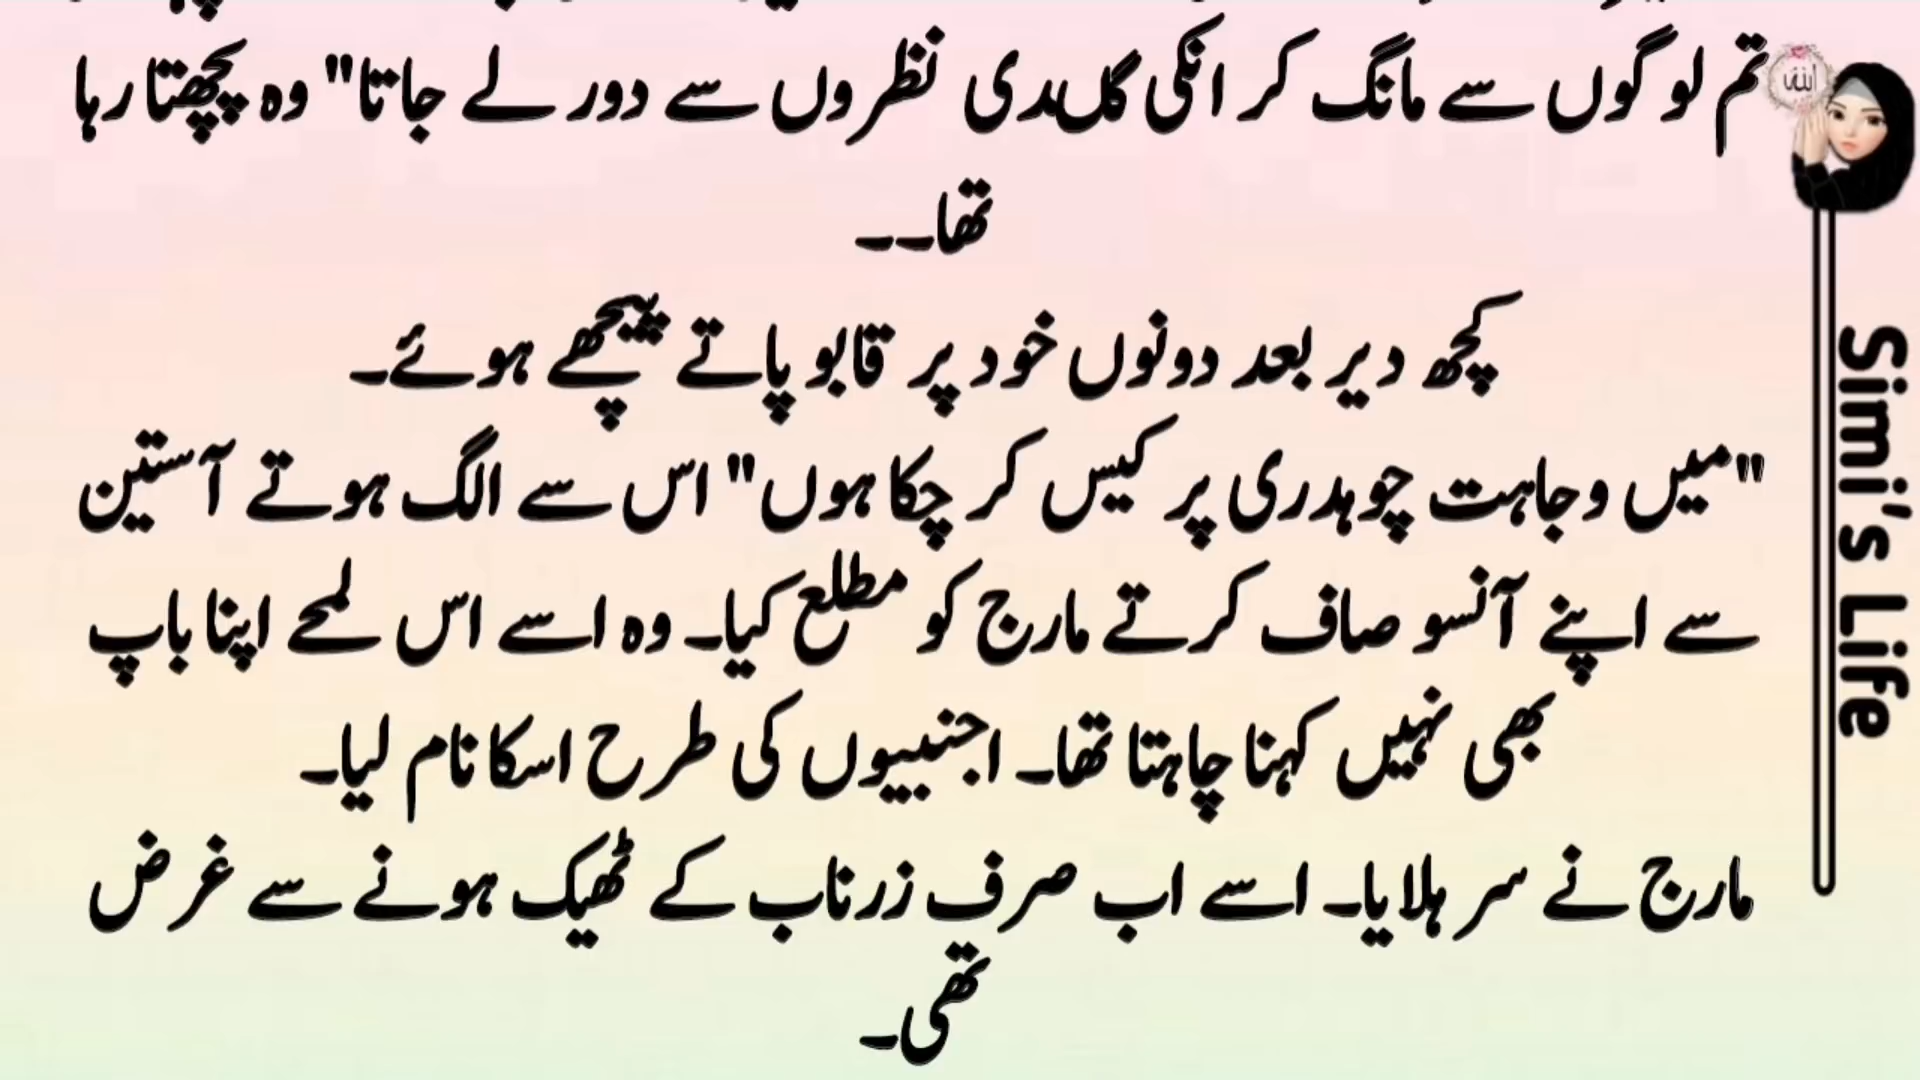 تم لوگوں سے مانگ کر انکی گںدی نظروں سے دور لے جاتا" وہ پچھتا رہا
تھا۔۔
کچھ دیر بعد دونوں خود پر قابو پاتے پیچھے ہوئے۔
"میں وجاہت چوہدری پر کیس کر چکا ہوں" اس سے الگ ہوتے آستین
سے اپنے آنسو صاف کرتے مارج کو مطلع کیا۔ وہ اسے اس لمحے اپنا باپ
بھی نہیں کہنا چاہتا تھا۔ اجنبیوں کی طرح اسکا نام لیا۔
مارج نے سر ہلایا۔ اسے اب صرف زرناب کے ٹھیک ہونے سے غرض
تھی۔
الله
Simi's Life